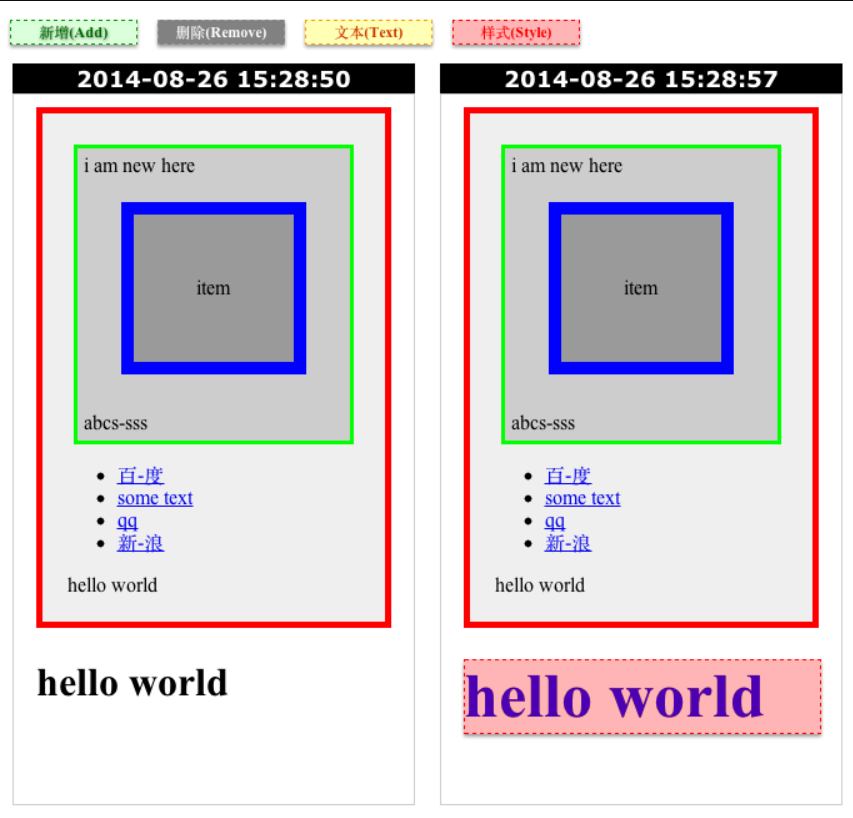 新增(Add) 删除(Remove) 文本(Text) 样式(Style)
2014-08-26 15:28:50
i am new here
item
abcs-sss
百-度
some text
qq
新-浪
hello world
hello world
2014-08-26 15:28:57
i am new here
item
abcs-sss
百-度
some text
qq
新-浪
hello world
hello world